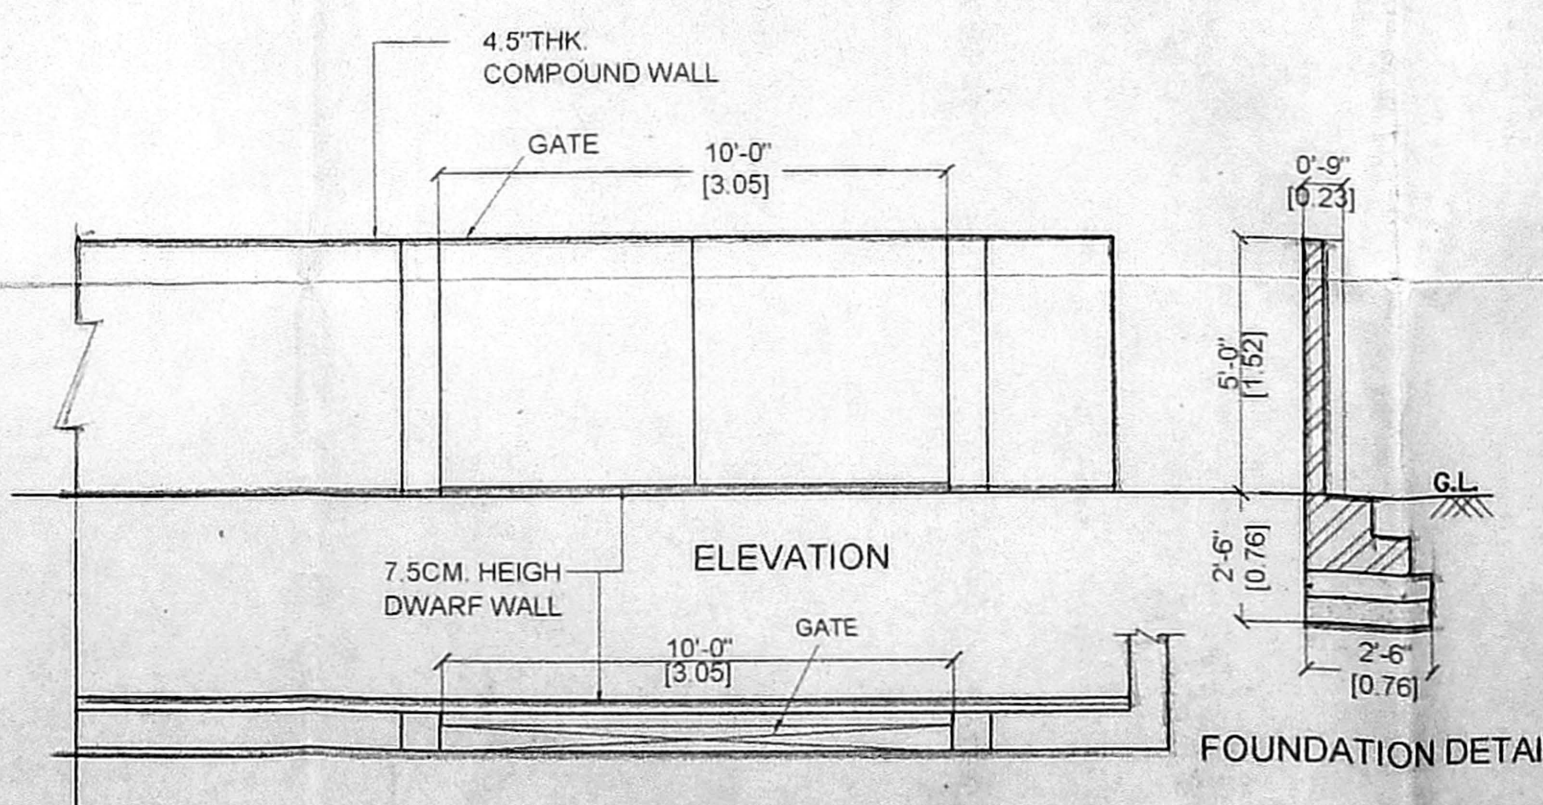 4.5"THK.
COMPOUND WALL
GATE
10'-0"
[3.05]
0'-9"
[0.23]
5'-0"
[1.52]
G.L.
2'-6"
[0.76]
ELEVATION
7.5CM. HEIGH
DWARF WALL
GATE
10'-0"
[3.05]
2'-6"
[0.76]
FOUNDATION DETAI